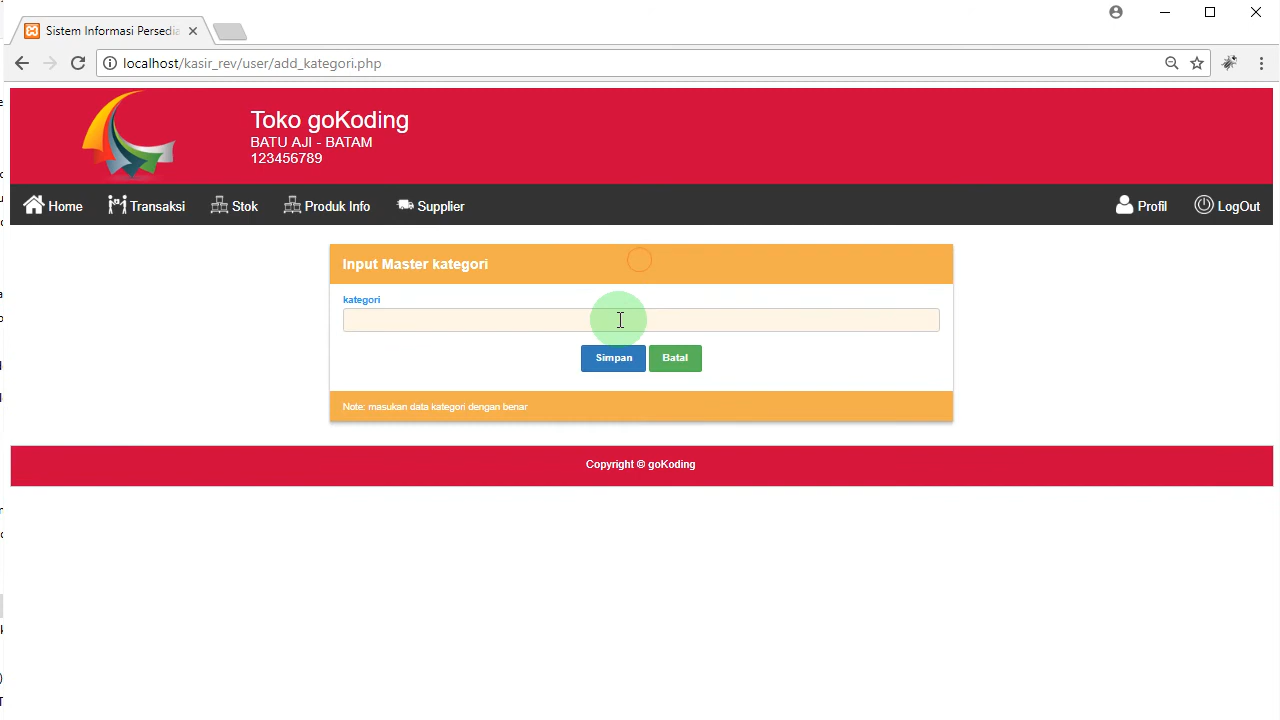 Sistem Informasi Persedia
localhost/kasir_rev/user/add_kategori.php
Toko goKoding
BATU AJI - BATAM
123456789
Home Transaksi Stok Produk Info Supplier Profil LogOut
Input Master kategori
kategori
Simpan Batal
Note: masukan data kategori dengan benar
Copyright © goKoding